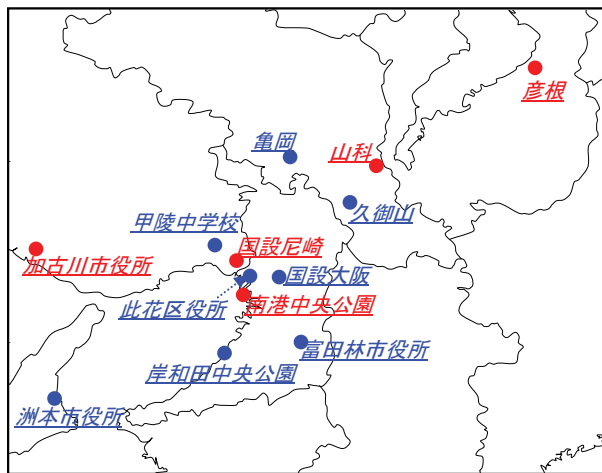 彦根
亀岡
山科
久御山
甲陵中学校
国設尼崎
加古川市役所
国設大阪
此花区役所
南港中央公園
富田林市役所
岸和田中央公園
洲本市役所